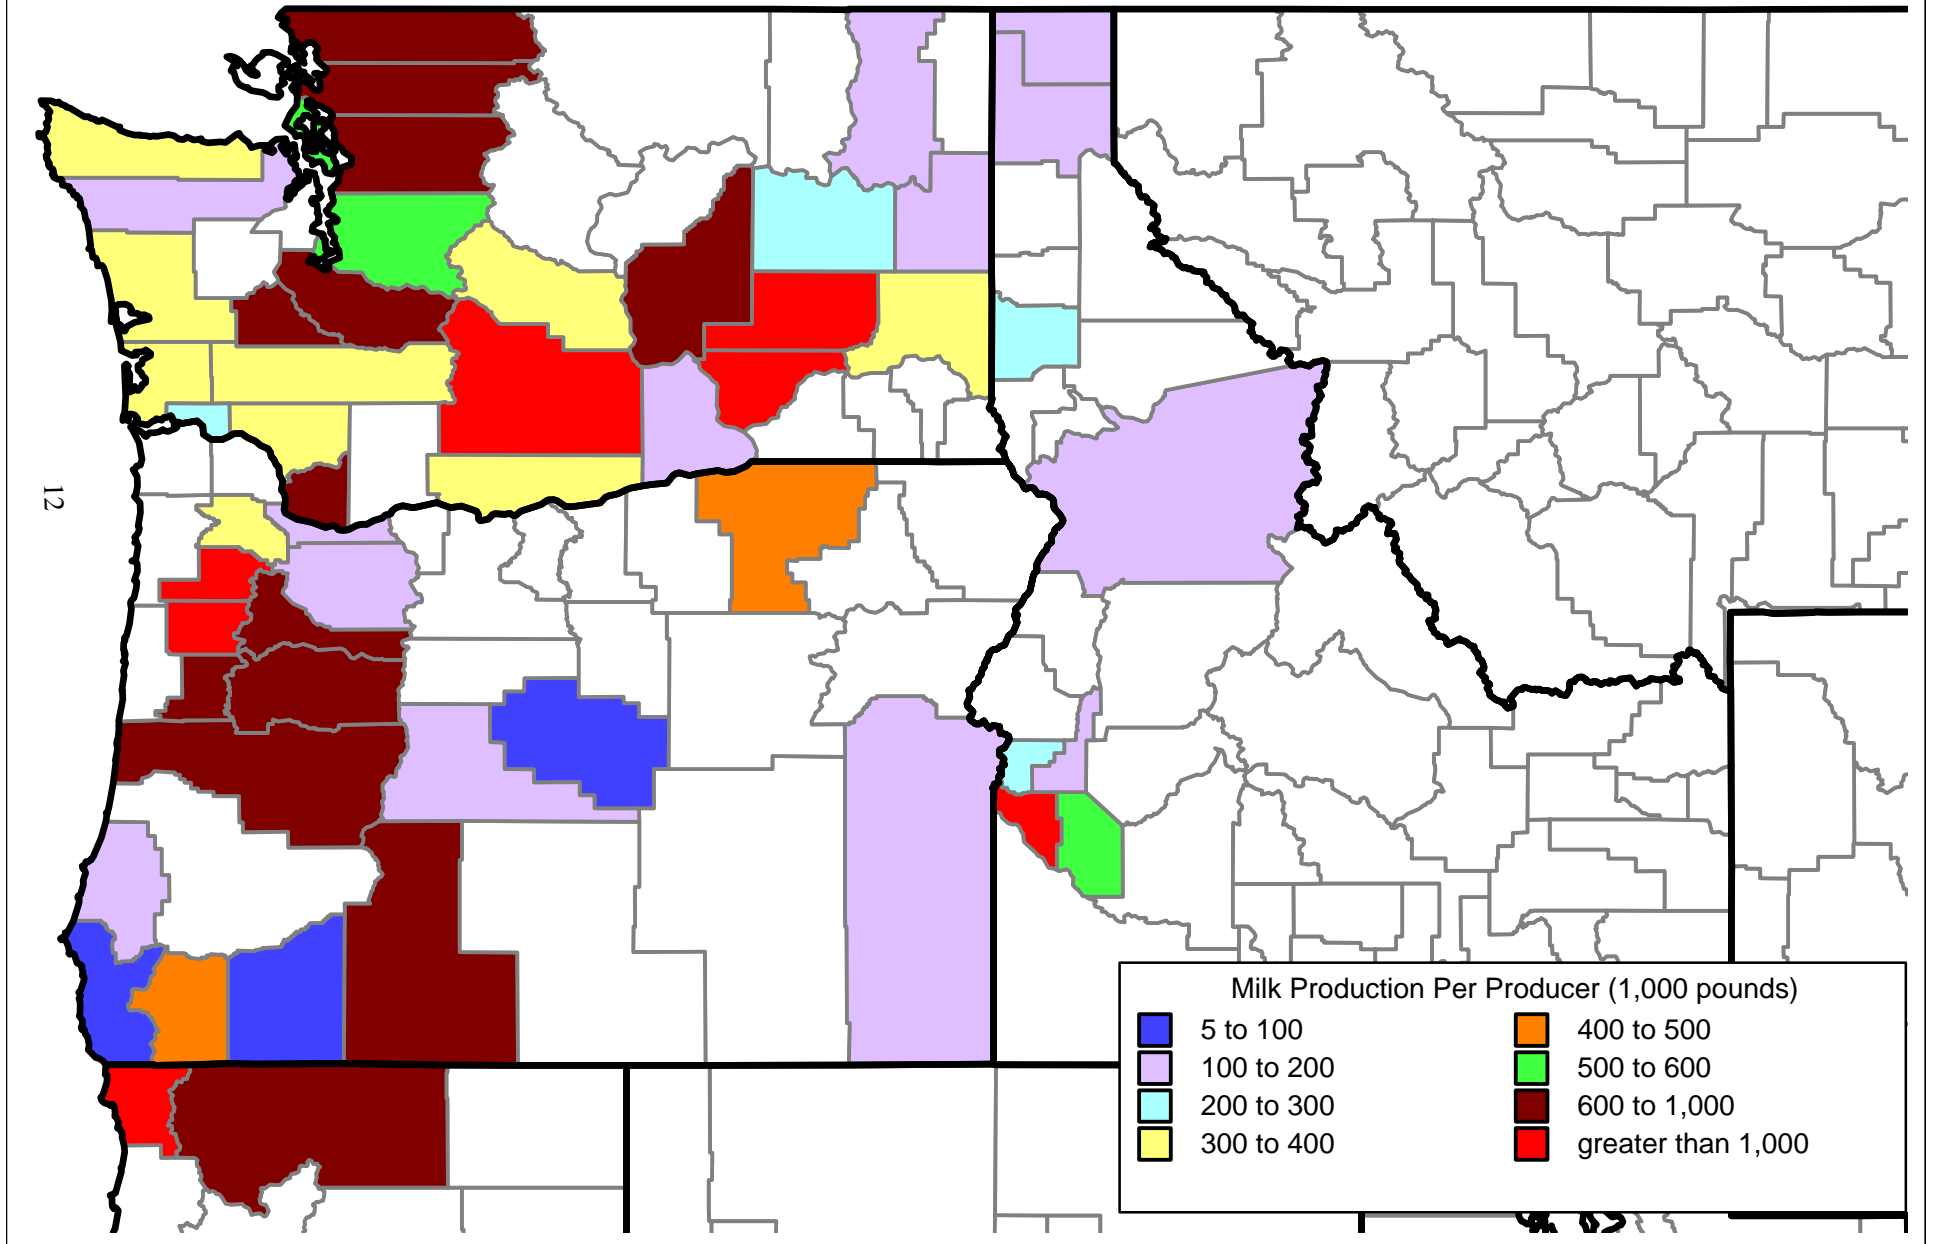 12
Milk Production Per Producer (1,000 pounds)
5 to 100
100 to 200
200 to 300
300 to 400
400 to 500
500 to 600
600 to 1,000
greater than 1,000